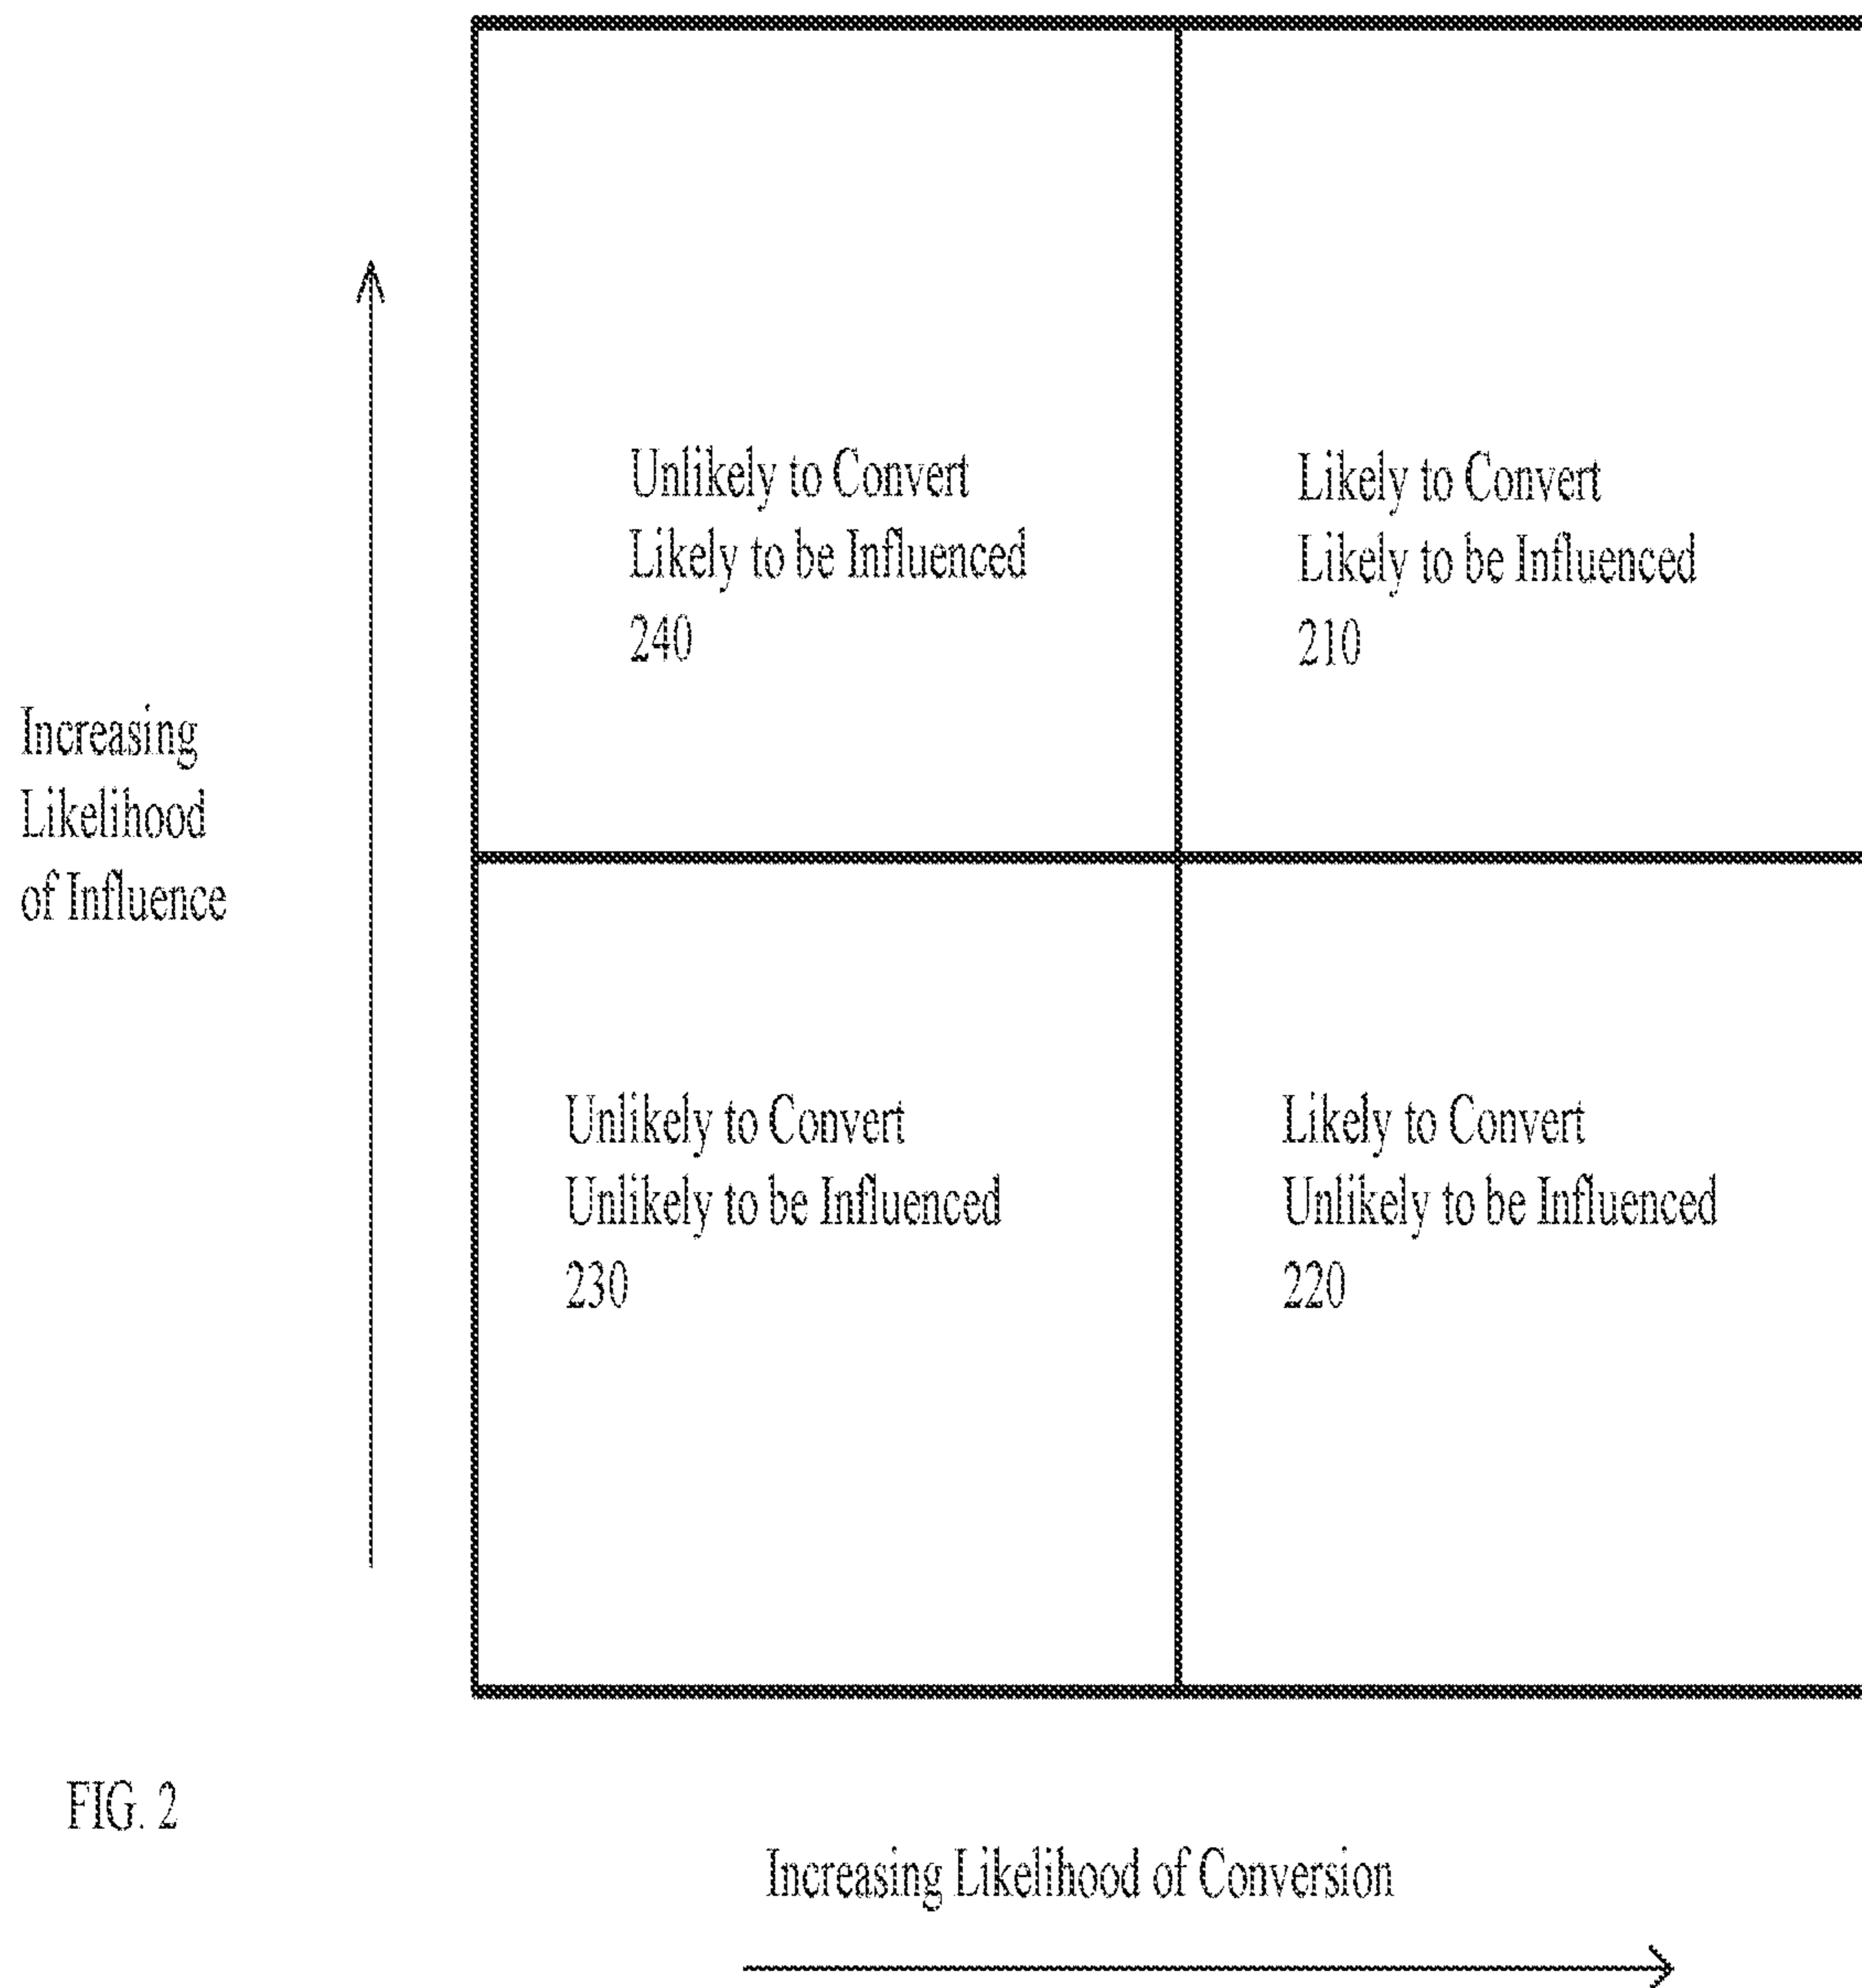 Unlikely to Convert
Likely to be Influenced
240
Likely to Convert
Likely to be Influenced
210
Increasing
Likelihood
of Influence
Unlikely to Convert
Unlikely to be Influenced
230
Likely to Convert
Unlikely to be Influenced
220
FIG. 2
Increasing Likelihood of Conversion